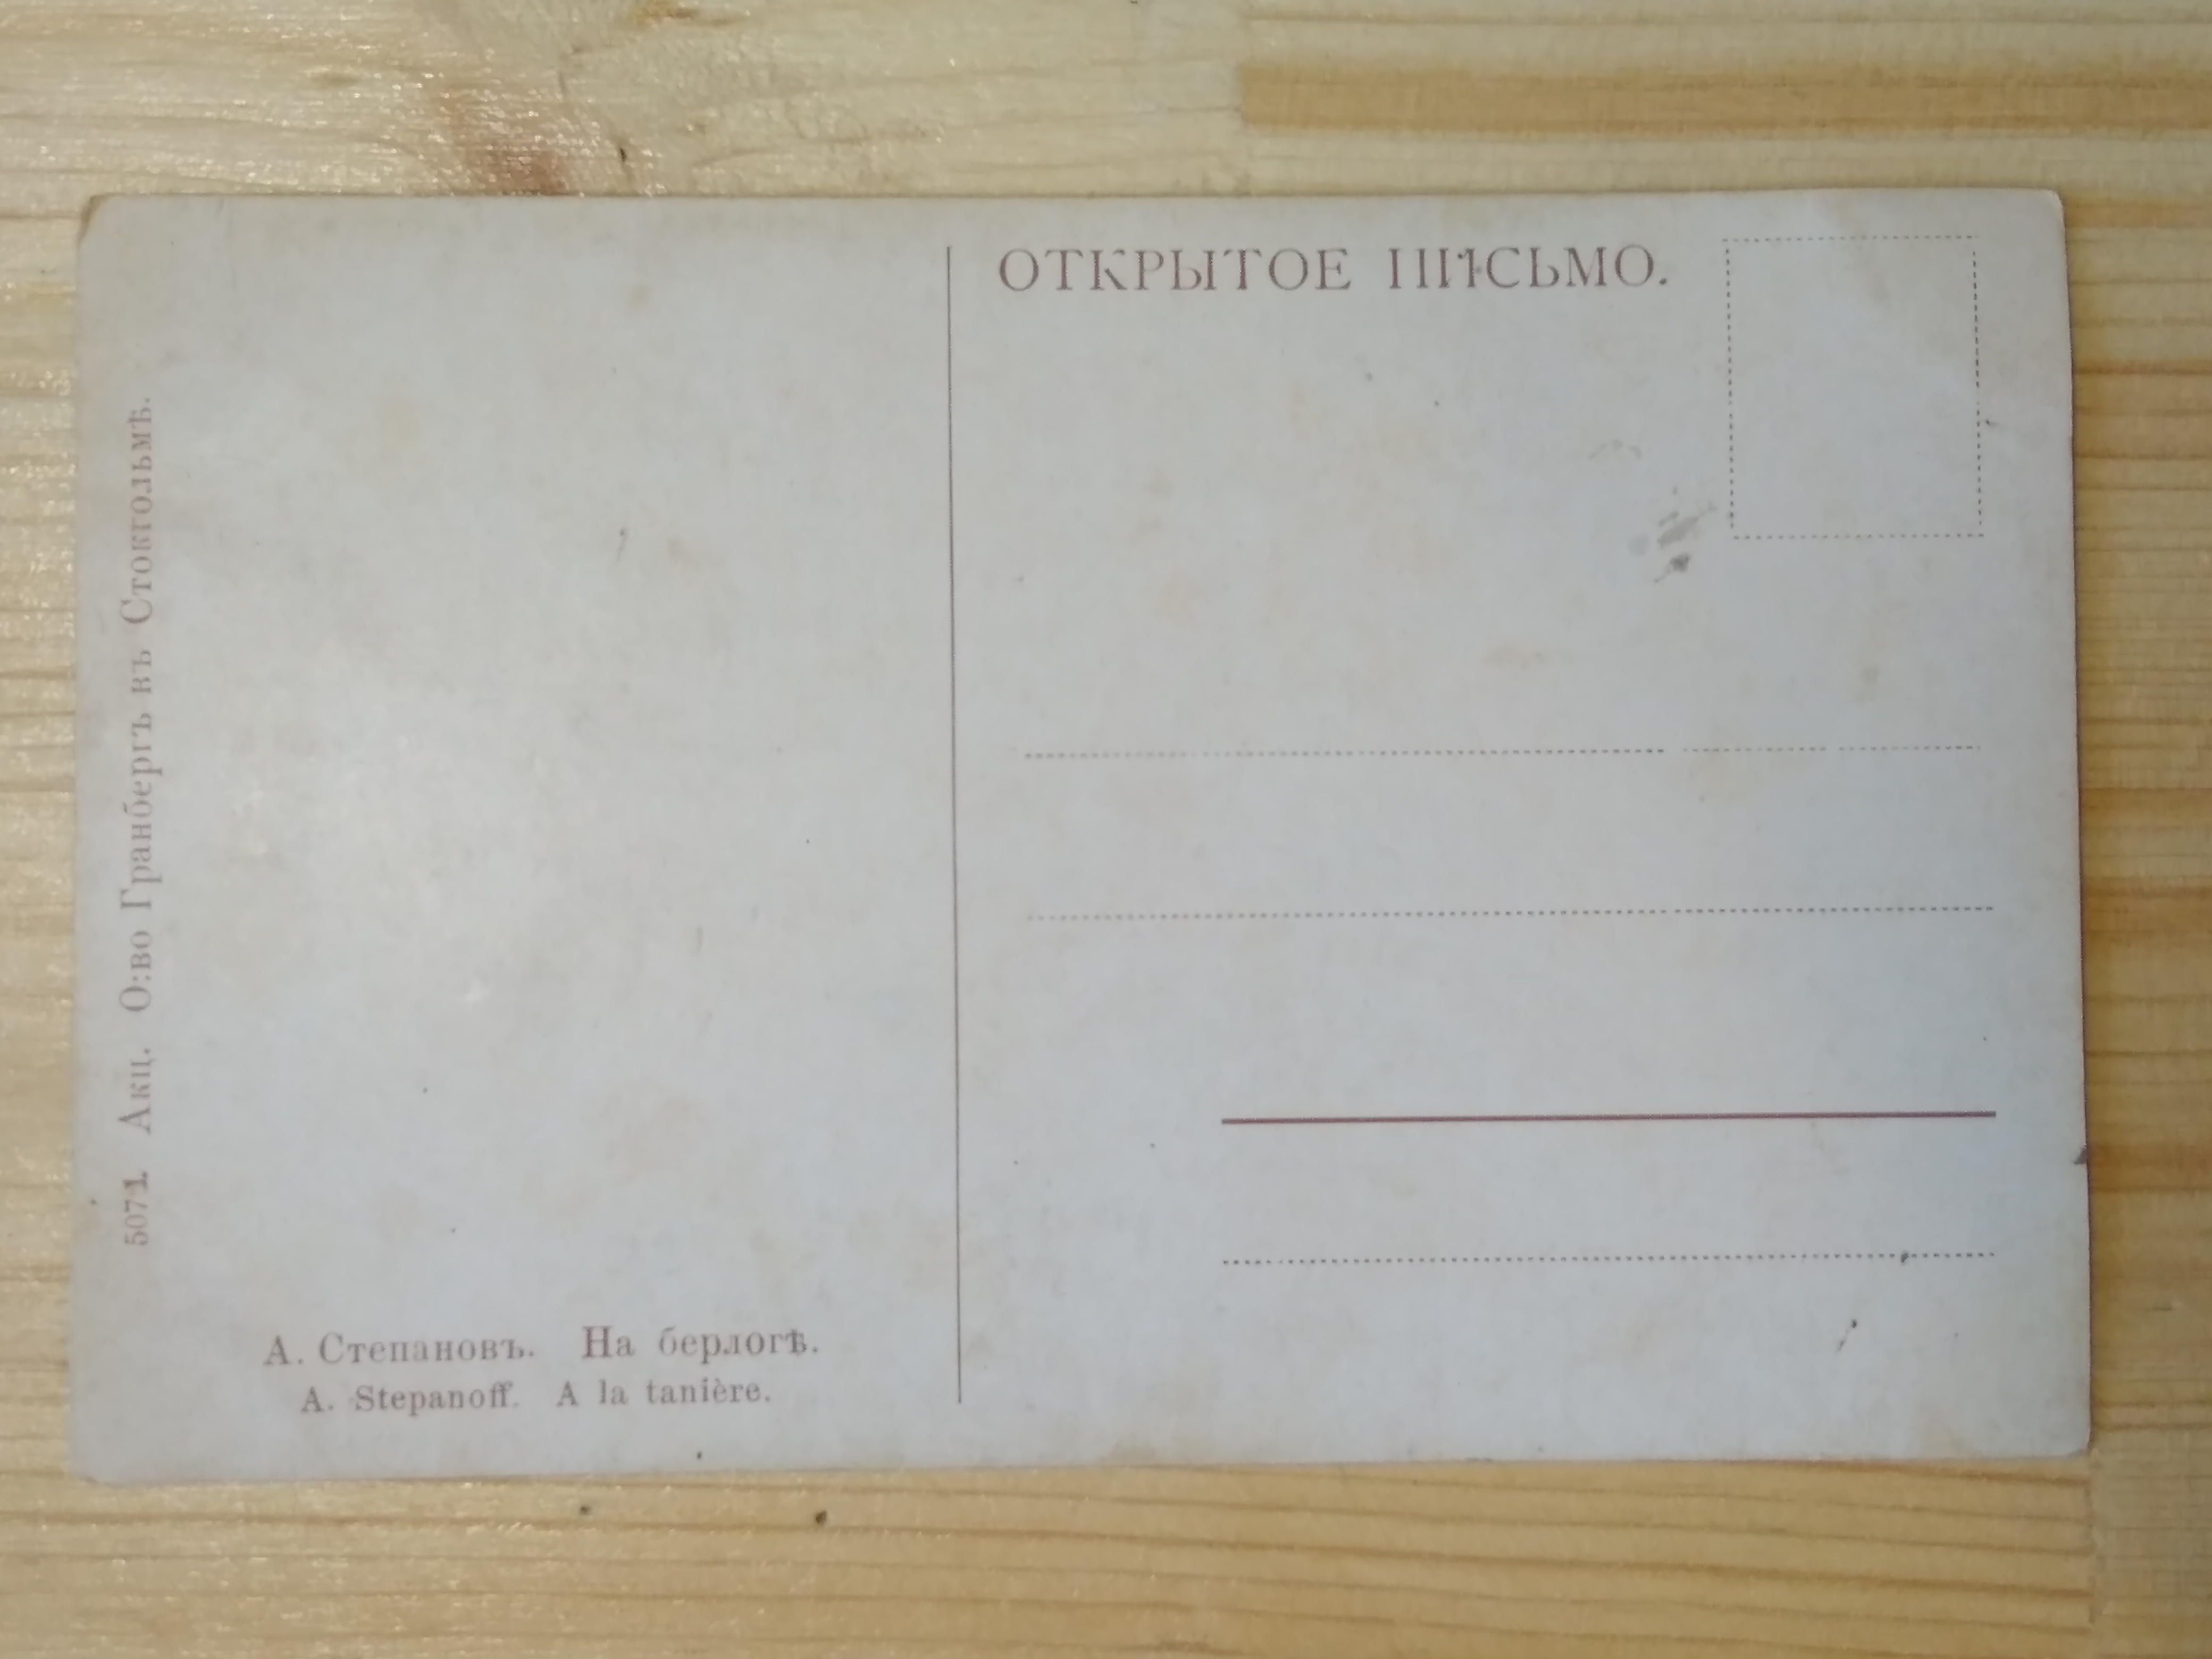 ОТКРЫТОЕ ПИСЬМО.
5071. Акц. О:во Гранбергъ въ Стокгольмѣ.
А. Степановъ. На берлогѣ.
A. Stepanoff. A la tanière.